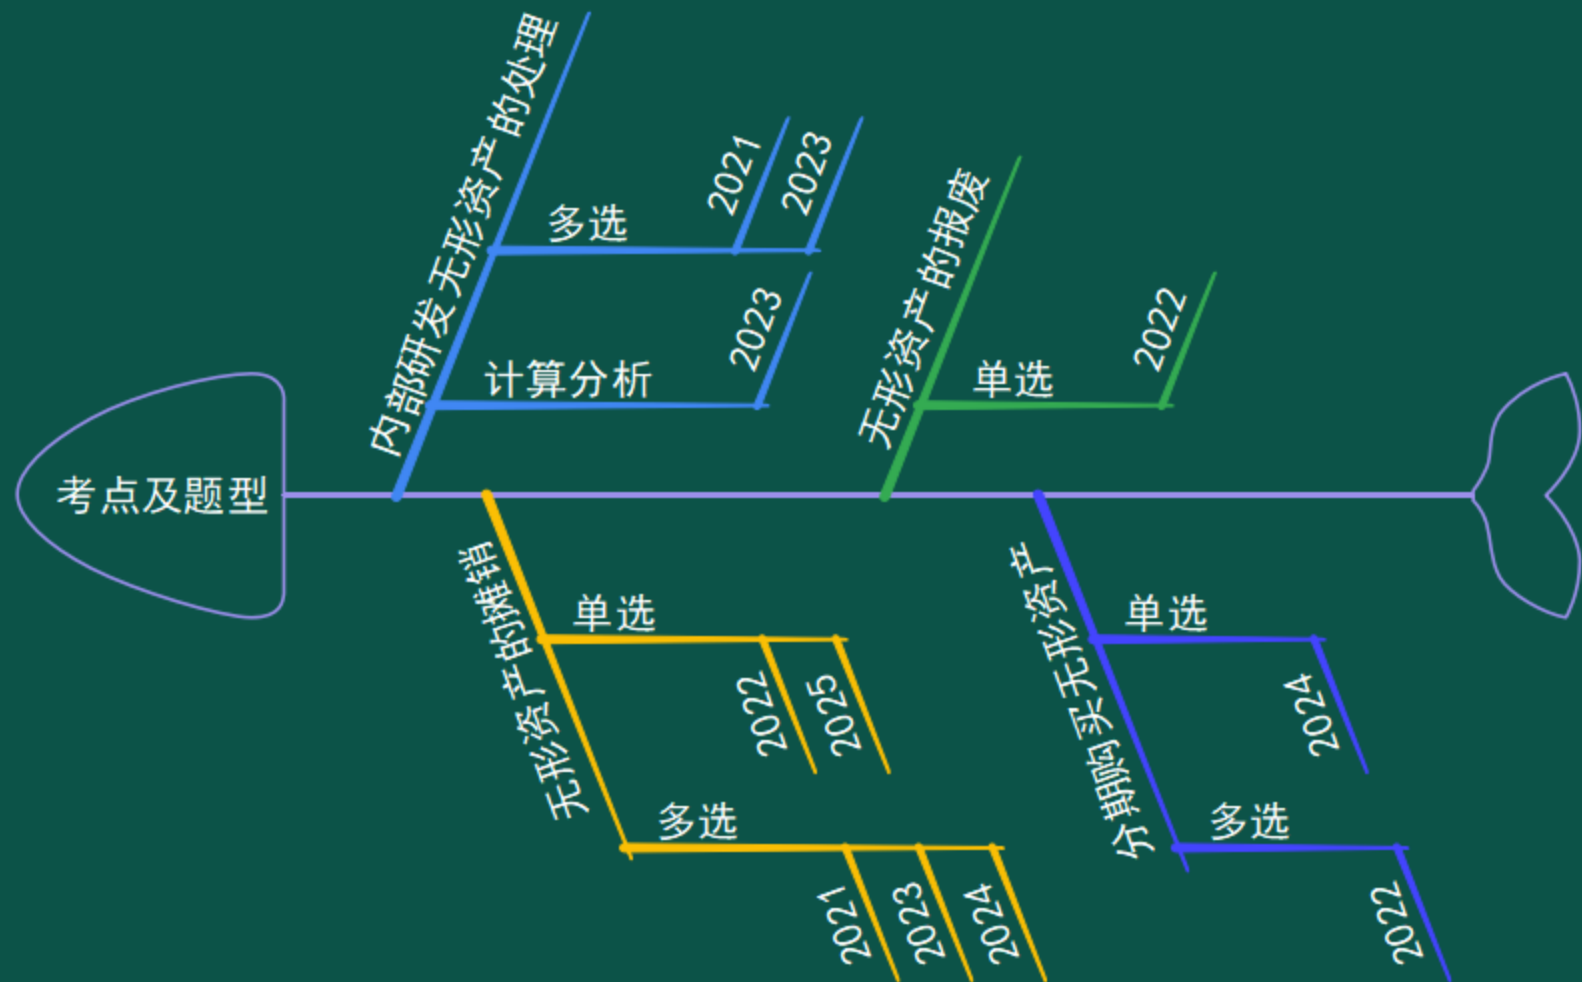 考点及题型
内部研发无形资产的处理
多选
2021
2023
计算分析
2023
无形资产的摊销
单选
2022
2025
多选
2021
2023
2024
无形资产的报废
单选
2022
分期购买无形资产
单选
2024
多选
2022